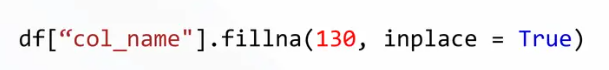 df[“col_name"].fillna(130, inplace = True)